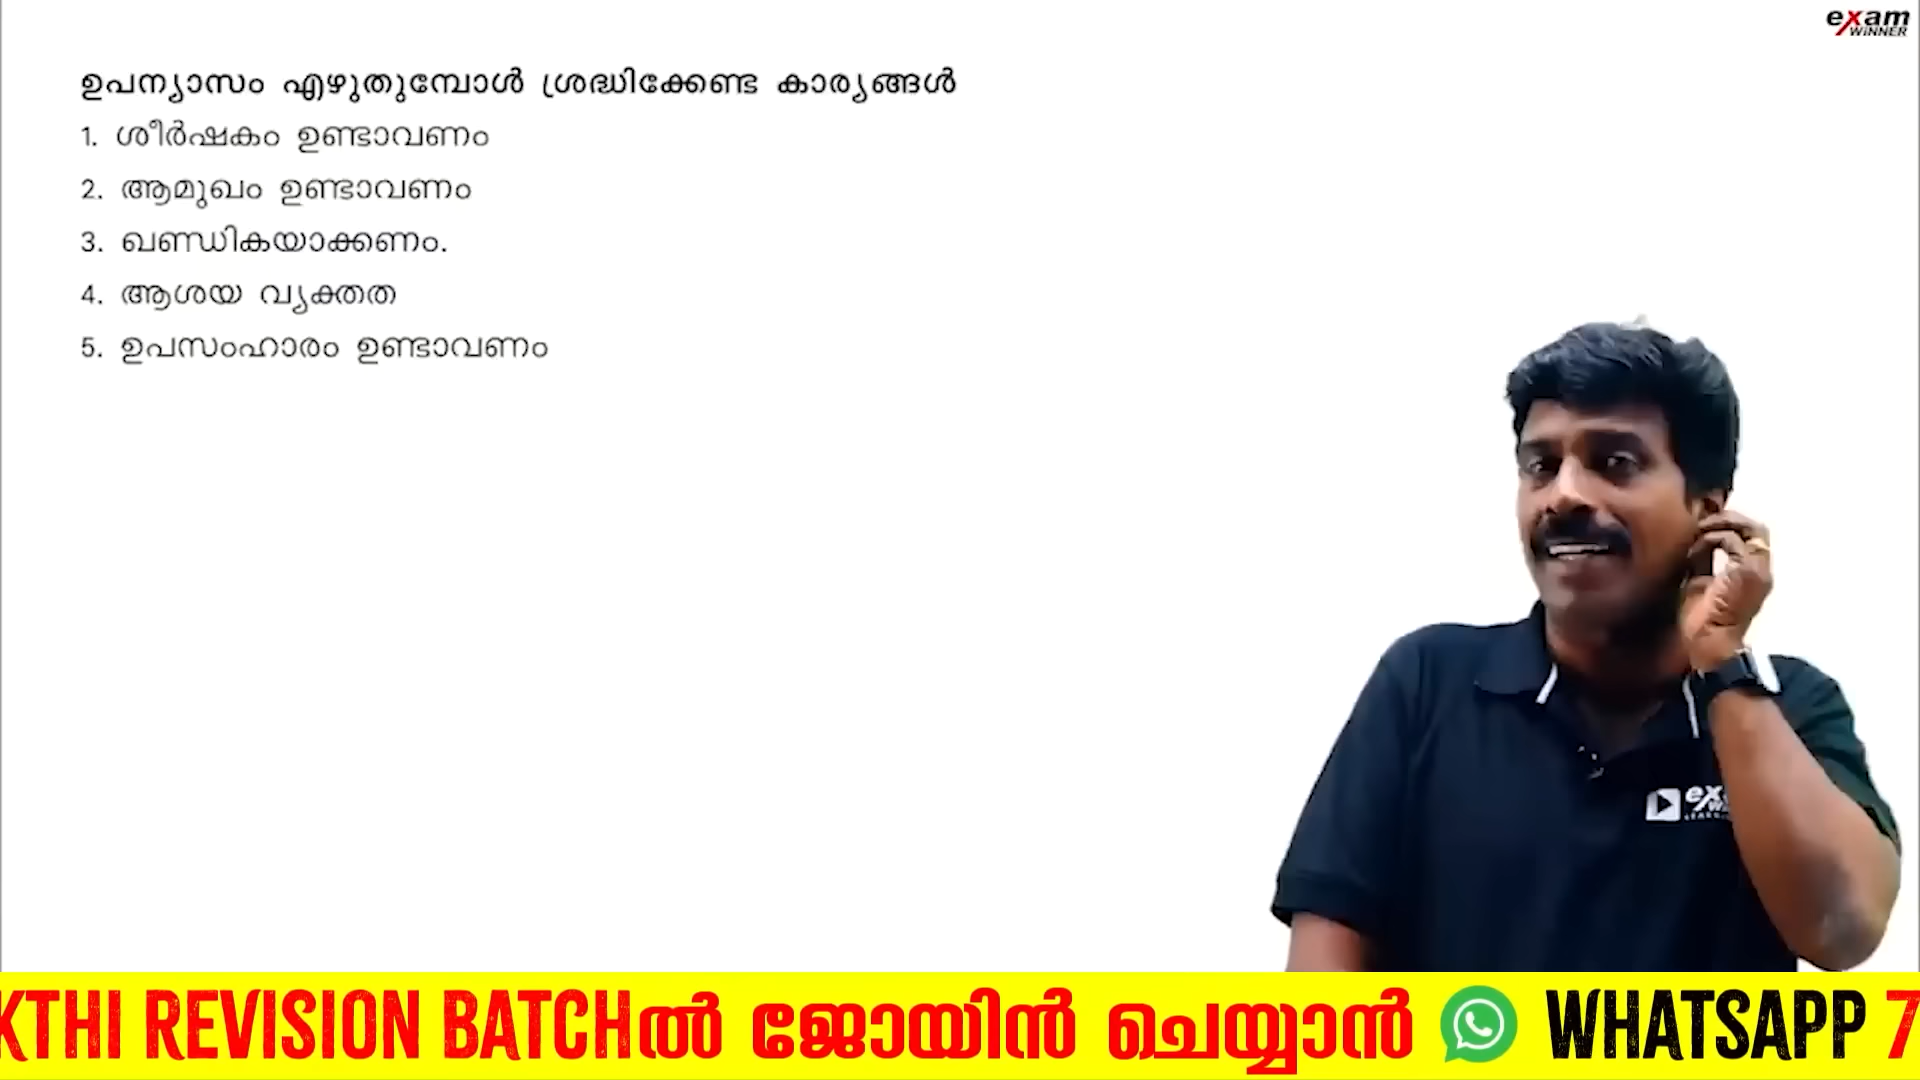 exam
WINNER
ഉപന്യാസം എഴുതുമ്പോൾ ശ്രദ്ധിക്കേണ്ട കാര്യങ്ങൾ
1. ശീർഷകം ഉണ്ടാവണം
2. ആമുഖം ഉണ്ടാവണം
3. ഖണ്ഡികയാക്കണം.
4. ആശയ വ്യക്തത
5. ഉപസംഹാരം ഉണ്ടാവണം
KTHI REVISION BATCHൽ ജോയിൻ ചെയ്യാൻ WHATSAPP 7